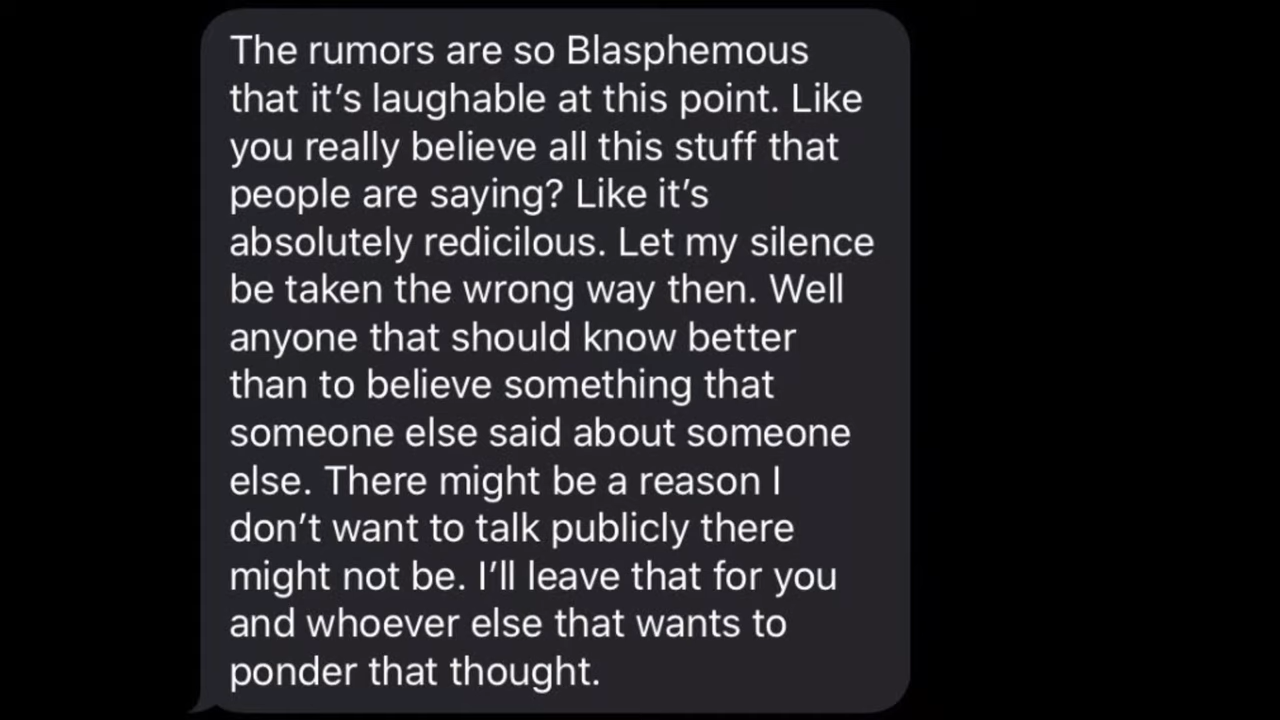 The rumors are so Blasphemous
that it’s laughable at this point. Like
you really believe all this stuff that
people are saying? Like it’s
absolutely redicilous. Let my silence
be taken the wrong way then. Well
anyone that should know better
than to believe something that
someone else said about someone
else. There might be a reason I
don’t want to talk publicly there
might not be. I’ll leave that for you
and whoever else that wants to
ponder that thought.